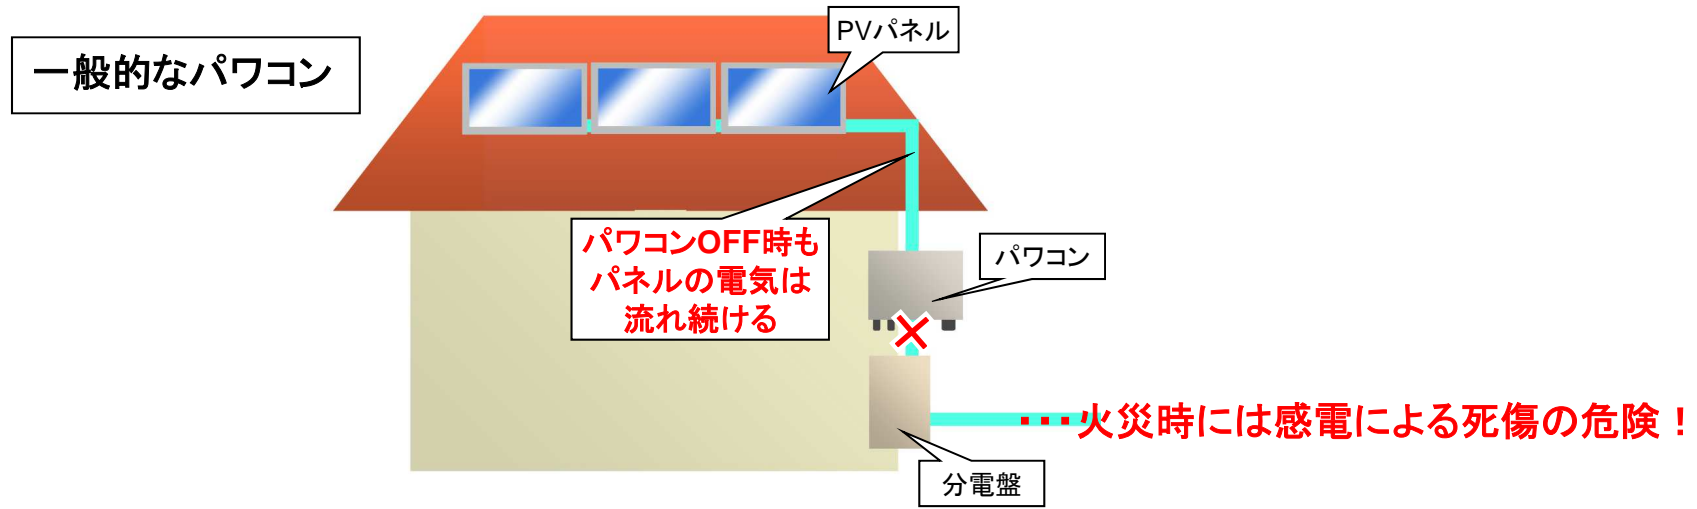 一般的なパワコン
PVパネル
パワコンOFF時も
パネルの電気は
流れ続ける
パワコン
・・・火災時には感電による死傷の危険！
分電盤